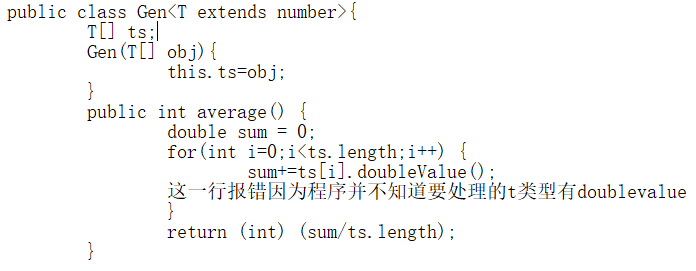 public class Gen<T extends number>{
T[] ts;
Gen(T[] obj){
this.ts=obj;
}
public int average() {
double sum = 0;
for(int i=0;i<ts.length;i++) {
sum+=ts[i].doubleValue();
这一行报错因为程序并不知道要处理的t类型有doublevalue
}
return (int) (sum/ts.length);
}